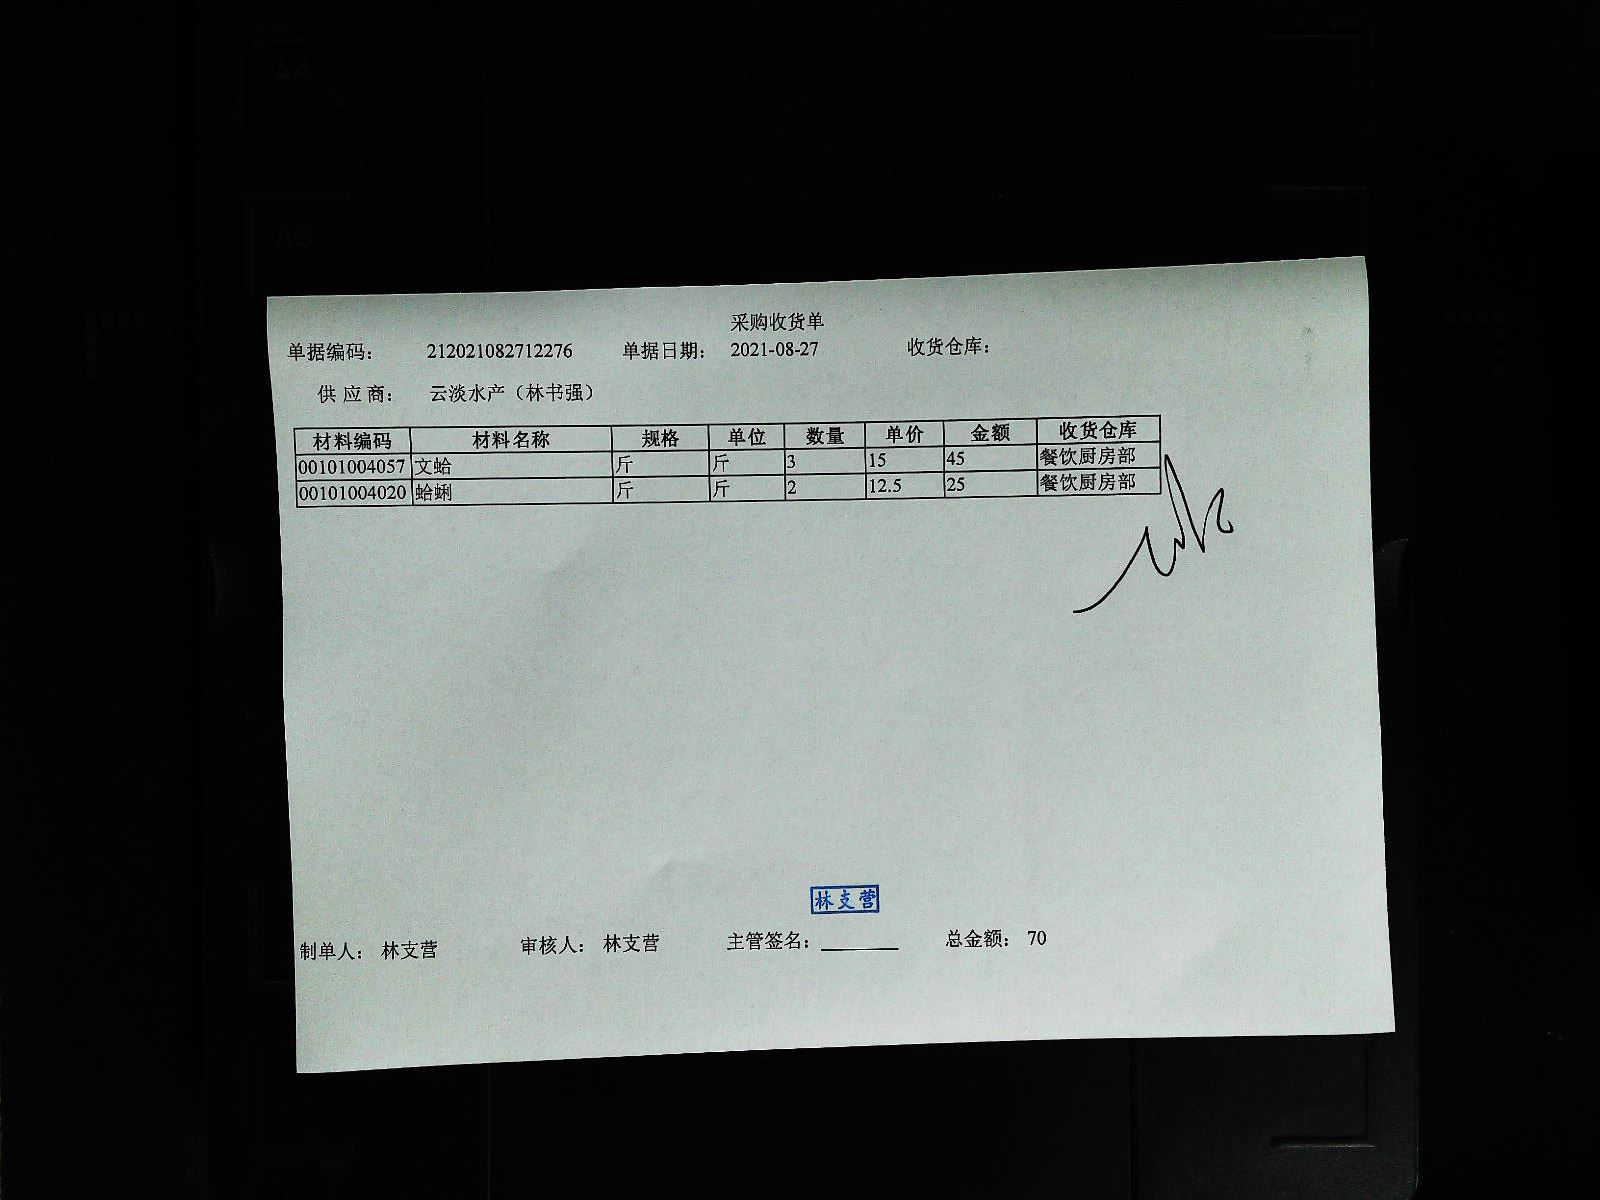 采购收货单
单据编码: 212021082712276 单据日期: 2021-08-27 收货仓库:
供应商: 云淡水产（林书强）
材料编码 材料名称 规格 单位 数量 单价 金额 收货仓库
00101004057 文蛤 斤 斤 3 15 45 餐饮厨房部
00101004020 蛤蜊 斤 斤 2 12.5 25 餐饮厨房部
林支营
制单人: 林支营 审核人: 林支营 主管签名: 总金额: 70